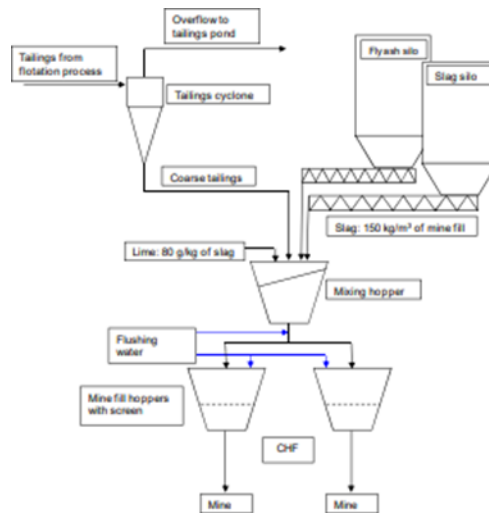 Overflow to
tailings pond
Flyash silo
Tailings from
flotation process
Slag silo
Tailings cyclone
Coarse tailings
Slag: 150 kg/m³ of mine fill
Lime: 80 g/kg of slag
Mixing hopper
Flushing
water
Mine fill hoppers
with screen
CHF
Mine
Mine